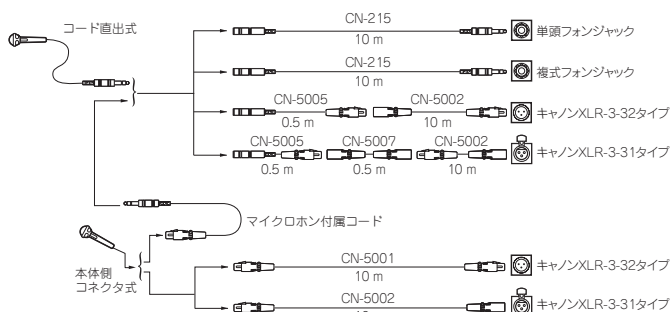 コード直出式
CN-215
10 m
単頭フォンジャック
CN-215
10 m
複式フォンジャック
CN-5005
0.5 m
CN-5002
10 m
キャノンXLR-3-32タイプ
CN-5005
0.5 m
CN-5007
0.5 m
CN-5002
10 m
キャノンXLR-3-31タイプ
マイクロホン付属コード
本体側
コネクタ式
CN-5001
10 m
キャノンXLR-3-32タイプ
CN-5002
キャノンXLR-3-31タイプ